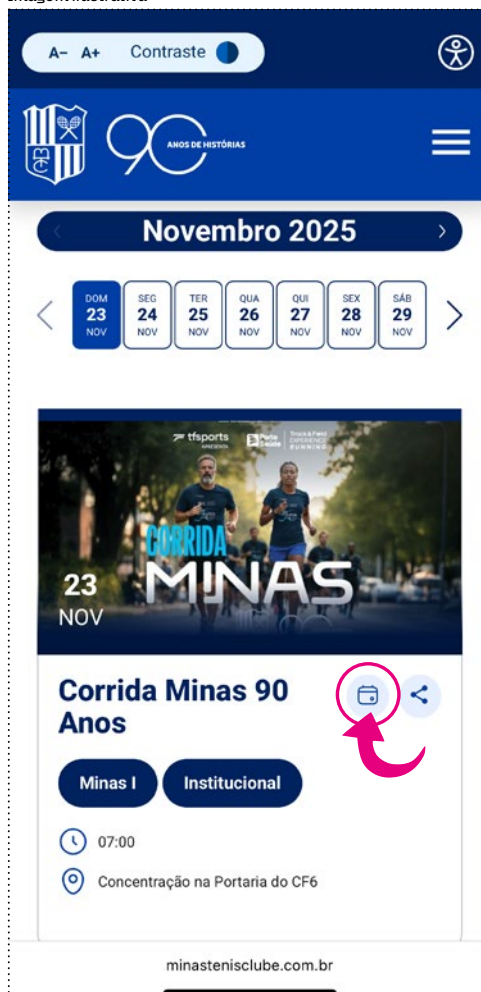 A- A+ Contraste
90 ANOS DE HISTÓRIAS
Novembro 2025
DOM 23 NOV
SEG 24 NOV
TER 25 NOV
QUA 26 NOV
QUI 27 NOV
SEX 28 NOV
SÁB 29 NOV
tfsports
APRESENTA
CORRIDA
MINAS
23
NOV
Corrida Minas 90
Anos
Minas I
Institucional
07:00
Concentração na Portaria do CF6
minastenisclube.com.br